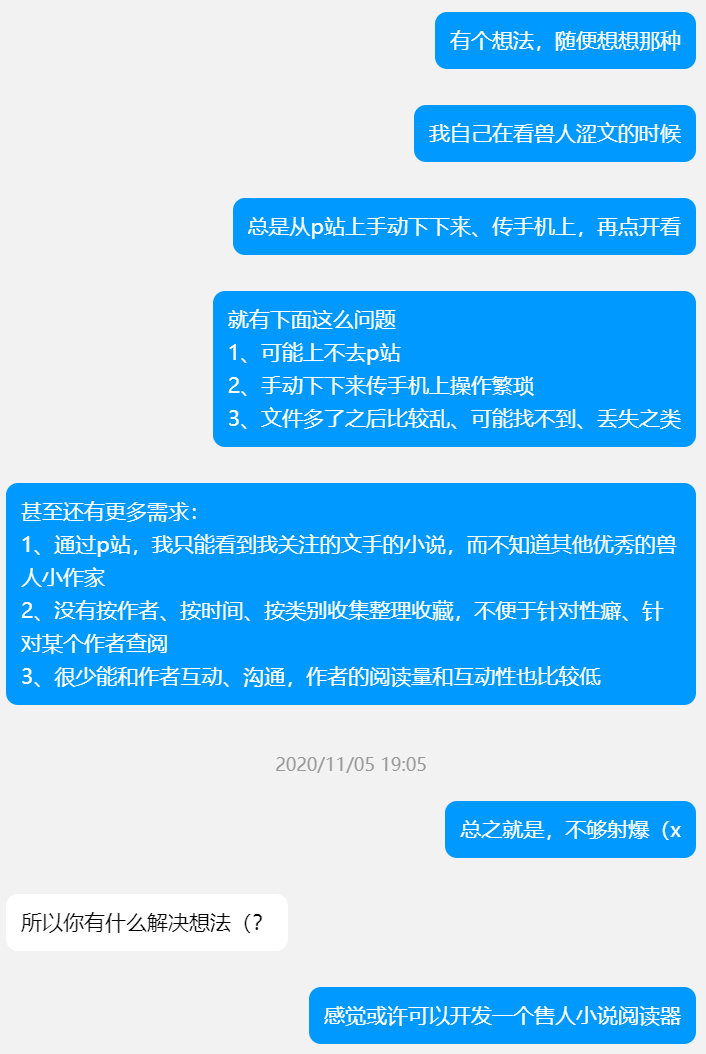 有个想法，随便想想那种
我自己在看兽人涩文的时候
总是从p站上手动下下来、传手机上，再点开看
就有下面这么问题
1、可能上不去p站
2、手动下下来传手机上操作繁琐
3、文件多了之后比较乱、可能找不到、丢失之类
甚至还有更多需求：
1、通过p站，我只能看到我关注的文手的小说，而不知道其他优秀的兽
人小作家
2、没有按作者、按时间、按类别收集整理收藏，不便于针对性癖、针
对某个作者查阅
3、很少能和作者互动、沟通，作者的阅读量和互动性也比较低
2020/11/05 19:05
总之就是，不够射爆（x
所以你有什么解决想法（？
感觉或许可以开发一个售人小说阅读器